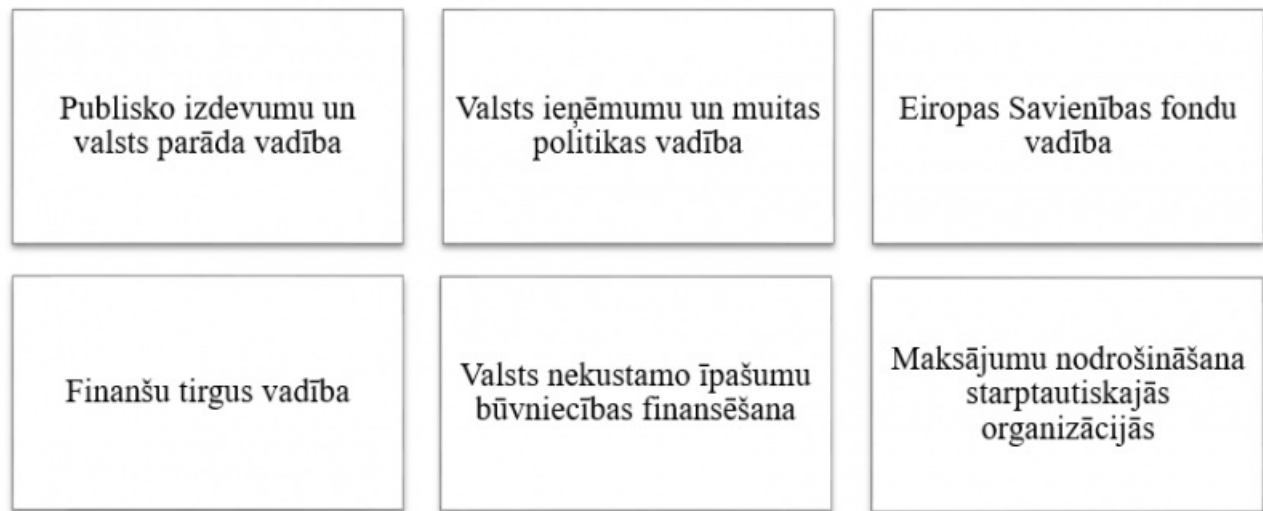 Publisko izdevumu un
valsts parāda vadība
Valsts ieņēmumu un muitas
politikas vadība
Eiropas Savienības fondu
vadība
Finanšu tirgus vadība
Valsts nekustamo īpašumu
būvniecības finansēšana
Maksājumu nodrošināšana
starptautiskajās
organizācijās